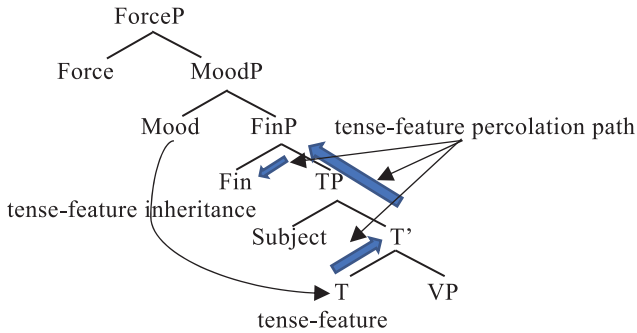 ForceP
Force MoodP
Mood FinP tense-feature percolation path
Fin TP
tense-feature inheritance
Subject T’
T VP
tense-feature